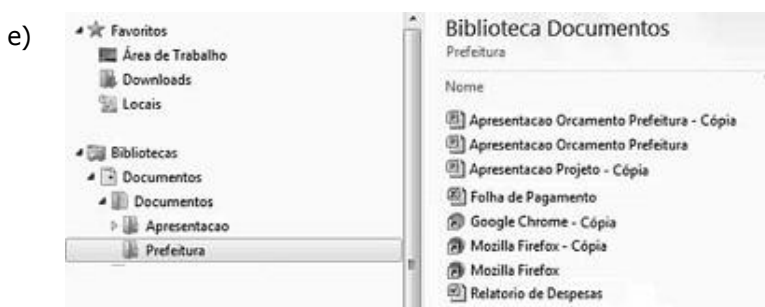 e)
Favoritos
Área de Trabalho
Downloads
Locais
Bibliotecas
Documentos
Documentos
Apresentacao
Prefeitura
Biblioteca Documentos
Prefeitura
Nome
Apresentacao Orcamento Prefeitura - Cópia
Apresentacao Orcamento Prefeitura
Apresentacao Projeto - Cópia
Folha de Pagamento
Google Chrome - Cópia
Mozilla Firefox - Cópia
Mozilla Firefox
Relatorio de Despesas